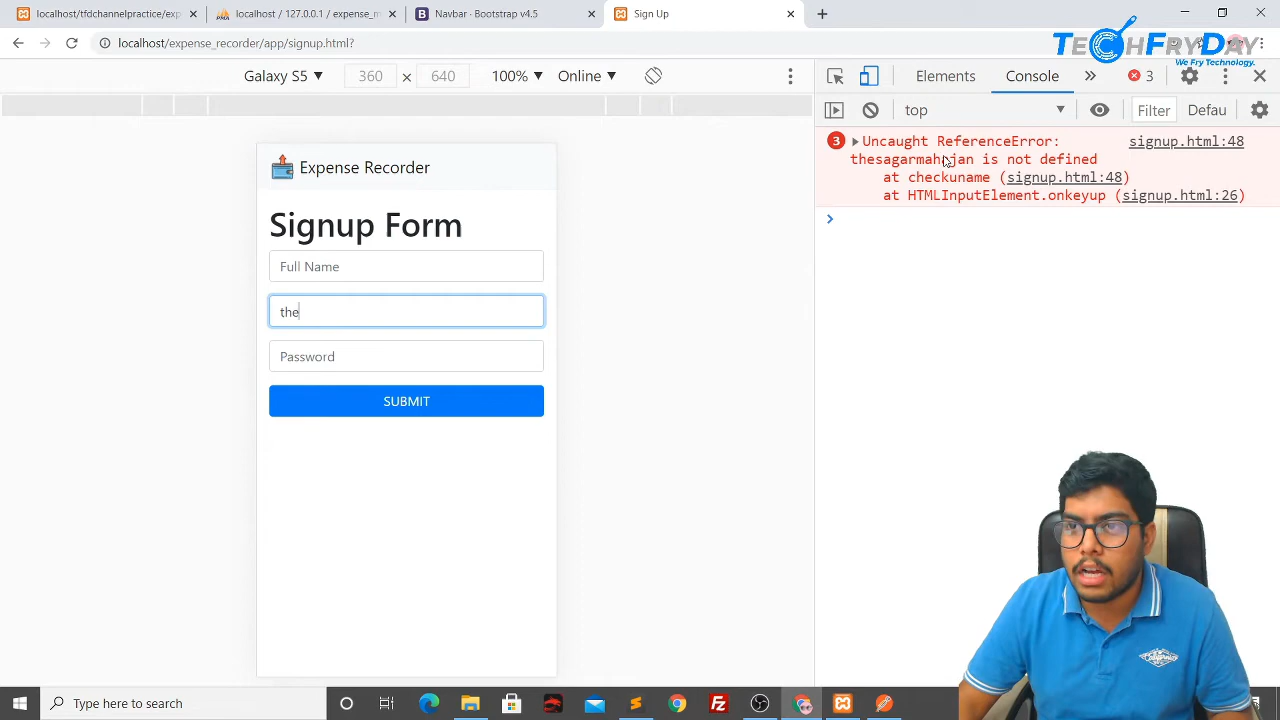 localhost/tfdchannelpractice/exp
localhost / 127.0.0.1 / expense_m
Navbar · Bootstrap v4.5
Sign Up
localhost/expense_recorder/app/signup.html?
TECHFRYDAY
We Fry Technology.
Galaxy S5 ▼ 360 × 640 100% ▼ Online ▼
Elements Console » 3
top ▼ Filter Defau
Expense Recorder
3 Uncaught ReferenceError: signup.html:48
thesagarmahajan is not defined
at checkuname (signup.html:48)
at HTMLInputElement.onkeyup (signup.html:26)
Signup Form
Full Name
the
Password
SUBMIT
California
Type here to search